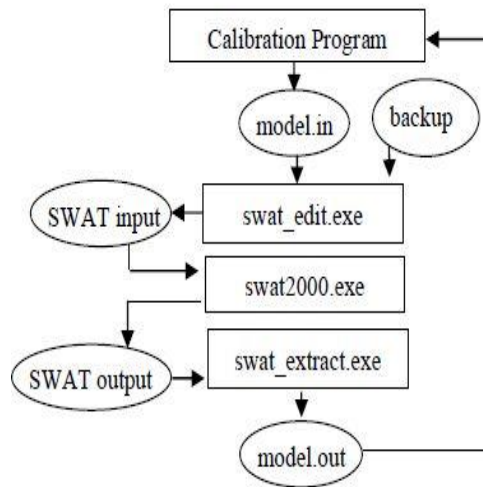 Calibration Program
model.in
backup
SWAT input
swat_edit.exe
swat2000.exe
SWAT output
swat_extract.exe
model.out